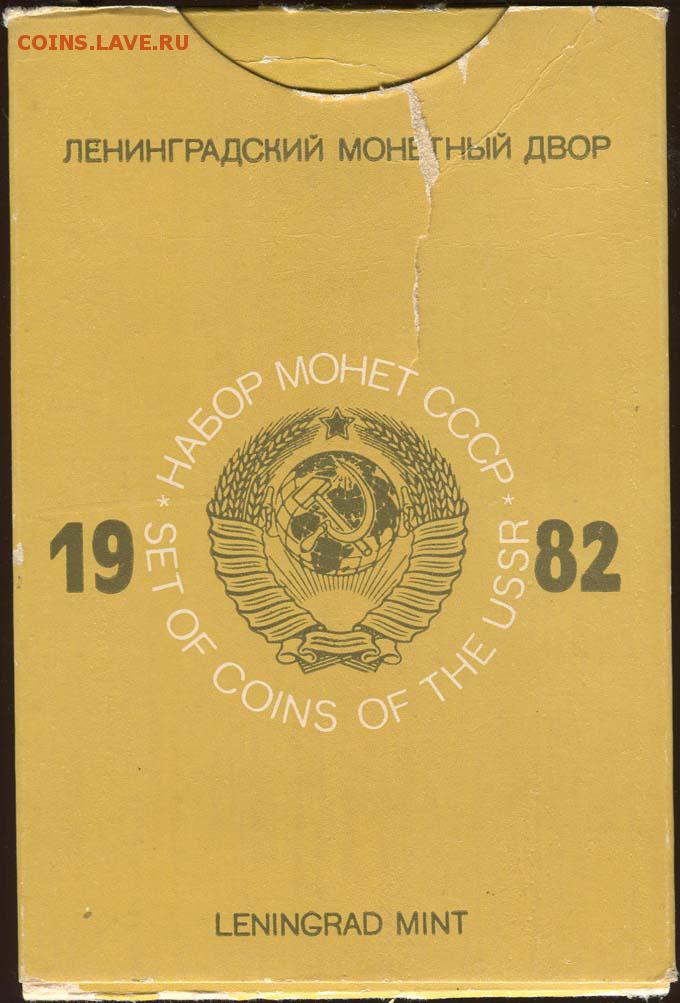 COINS.LAVE.RU
ЛЕНИНГРАДСКИЙ МОНЕТНЫЙ ДВОР
* НАБОР МОНЕТ СССР *
19 82
SET OF COINS OF THE USSR
LENINGRAD MINT